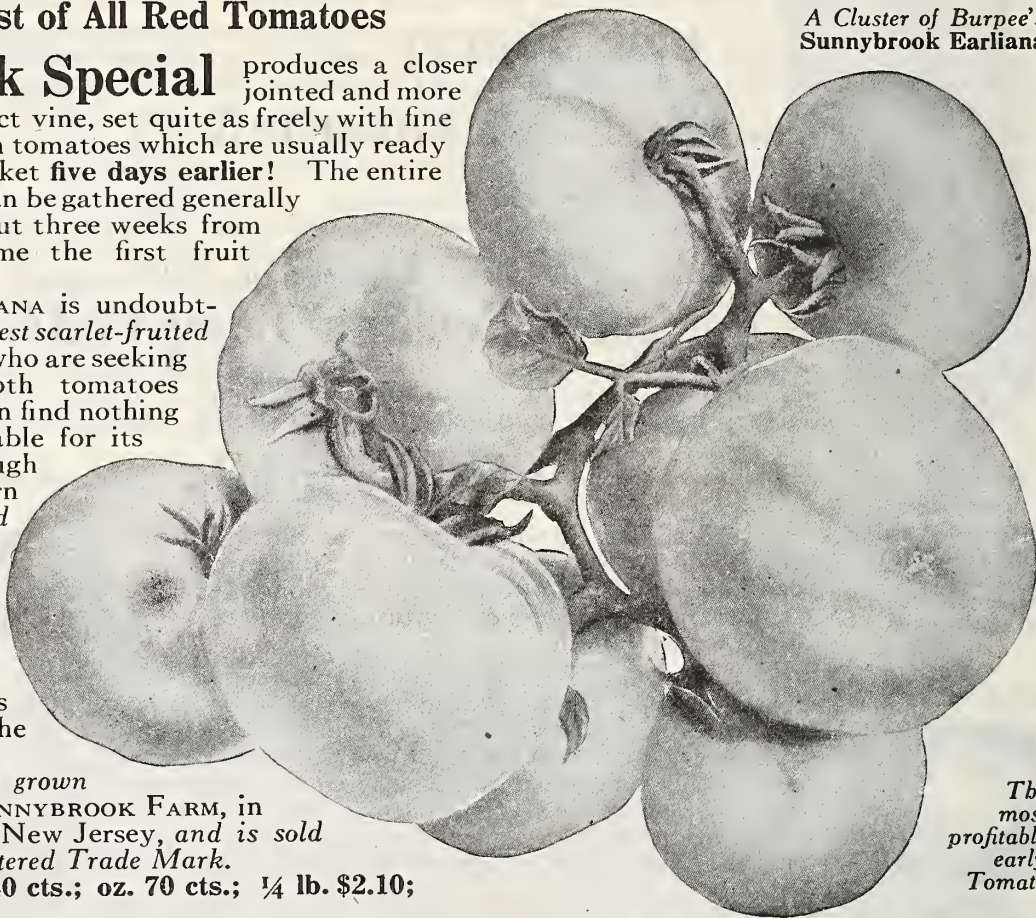 st of All Red Tomatoes
A Cluster of Burpee's
Sunnybrook Earliana
k Special produces a closer
jointed and more
ct vine, set quite as freely with fine
tomatoes which are usually ready
ket five days earlier! The entire
n be gathered generally
ut three weeks from
me the first fruit
ANA is undoubt-
est scarlet-fruited
who are seeking
oth tomatoes
n find nothing
able for its
ugh
rn
d
s
he
grown
NNYBROOK FARM, in
New Jersey, and is sold
tered Trade Mark.
0 cts.; oz. 70 cts.; ¼ lb. $2.10;
Th
mos
profitabl
earl
Tomat